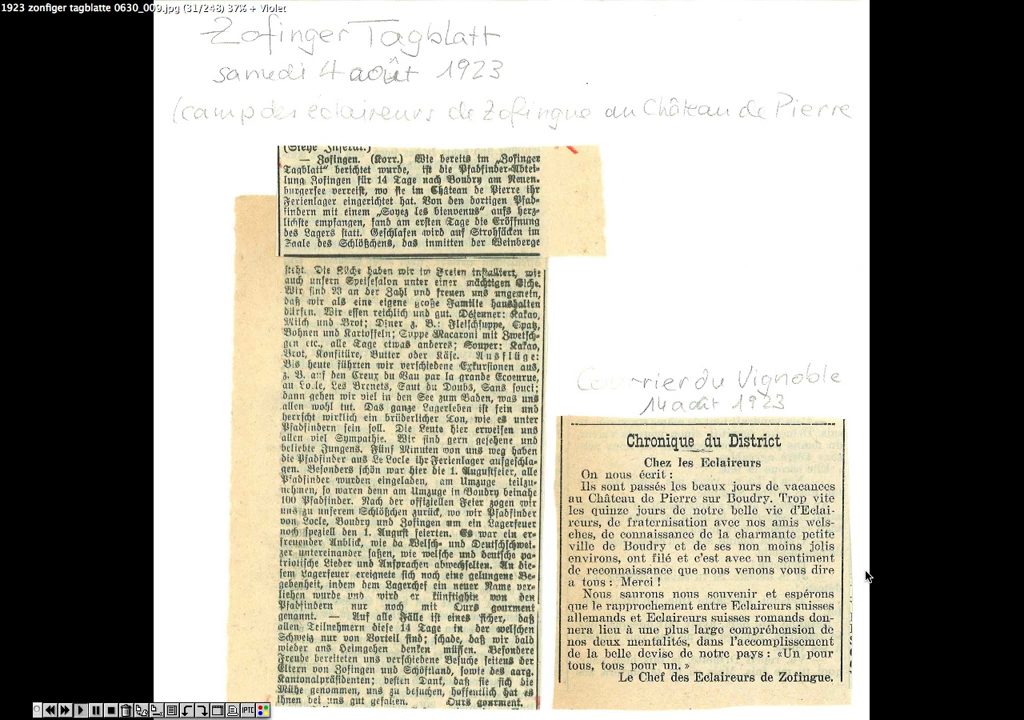 1923 zonfiger tagblatte 0630_009.jpg (31/248) 37% + Violet
Zofinger Tagblatt
samedi 4 août 1923
(camp des éclaireurs de Zofingue au Château de Pierre
(Siehe Inserat.)
— Zofingen. (Korr.) Wie bereits im „Zofinger
Tagblatt" berichtet wurde, ist die Pfadfinder-Abtei-
lung Zofingen für 14 Tage nach Boudry am Neuen-
burgersee verreist, wo sie im Château de Pierre ihr
Ferienlager eingerichtet hat. Von den dortigen Pfad-
findern mit einem „Soyez les bienvenus" aufs herz-
lichste empfangen, fand am ersten Tage die Eröffnung
des Lagers statt. Geschlafen wird auf Strohsäcken im
Saale des Schlößchens, das inmitten der Weinberge
steht. Die Küche haben wir im Freien installiert, wie
auch unsern Speisesalon unter einer mächtigen Eiche.
Wir sind 23 an der Zahl und freuen uns ungemein,
daß wir als eine eigene große Familie haushalten
dürfen. Wir essen reichlich und gut. Déjeuner: Kakao,
Milch und Brot; Diner z. B.: Fleischsuppe, Spatz,
Bohnen und Kartoffeln; Suppe Macaroni mit Zwetsch-
gen etc., alle Tage etwas anderes; Souper: Kakao,
Brot, Konfitüre, Butter oder Käse. Ausflüge:
Bis heute führten wir verschiedene Exkursionen aus,
z. B. auf den Creux du Van par la grande Ecoeurue,
au Locle, Les Brenets, Saut du Doubs, Sans souci;
dann gehen wir viel in den See zum Baden, was uns
allen wohl tut. Das ganze Lagerleben ist fein und
herrscht wirklich ein brüderlicher Ton, wie es unter
Pfadfindern sein soll. Die Leute hier erweisen uns
allen viel Sympathie. Wir sind gern gesehene und
beliebte Jungens. Fünf Minuten von uns weg haben
die Pfadfinder aus Le Locle ihr Ferienlager aufgeschla-
gen. Besonders schön war hier die 1. Augustfeier, alle
Pfadfinder wurden eingeladen, am Umzuge teilzu-
nehmen, so waren denn am Umzuge in Boudry beinahe
100 Pfadfinder. Nach der offiziellen Feier zogen wir
uns zu unserem Schlößchen zurück, wo wir Pfadfinder
von Locle, Boudry und Zofingen um ein Lagerfeuer
noch speziell den 1. August feierten. Es war ein er-
freuender Anblick, wie da Welsch- und Deutschschwei-
zer untereinander saßen, wie welsche und deutsche pa-
triotische Lieder und Ansprachen abwechselten. An die-
sem Lagerfeuer ereignete sich noch eine gelungene Be-
gebenheit, indem dem Lagerchef ein neuer Name ver-
liehen wurde und wird er künftighin von den
Pfadfindern nur noch mit Ours gourment
genannt. — Auf alle Fälle ist eines sicher, daß
allen Teilnehmern diese 14 Tage in der welschen
Schweiz nur von Vorteil sind; schade, daß wir bald
wieder ans Heimgehen denken müssen. Besondere
Freude bereiteten uns verschiedene Besuche seitens der
Eltern von Zofingen und Schöftland, sowie des aarg.
Kantonalpräsidenten; besten Dank, daß sie sich die
Mühe genommen, uns zu besuchen, hoffentlich hat es
ihnen bei uns gut gefallen. Ours gourment.
Courrier du Vignoble
14 août 1923
Chronique du District
Chez les Eclaireurs
On nous écrit :
Ils sont passés les beaux jours de vacances
au Château de Pierre sur Boudry. Trop vite
les quinze jours de notre belle vie d'Eclai-
reurs, de fraternisation avec nos amis wels-
ches, de connaissance de la charmante petite
ville de Boudry et de ses non moins jolis
environs, ont filé et c'est avec un sentiment
de reconnaissance que nous venons vous dire
a tous : Merci !
Nous saurons nous souvenir et espérons
que le rapprochement entre Eclaireurs suisses
allemands et Eclaireurs suisses romands don-
nera lieu à une plus large compréhension de
nos deux mentalités, dans l'accomplissement
de la belle devise de notre pays : «Un pour
tous, tous pour un. »
Le Chef des Eclaireurs de Zofingue.
IPTC